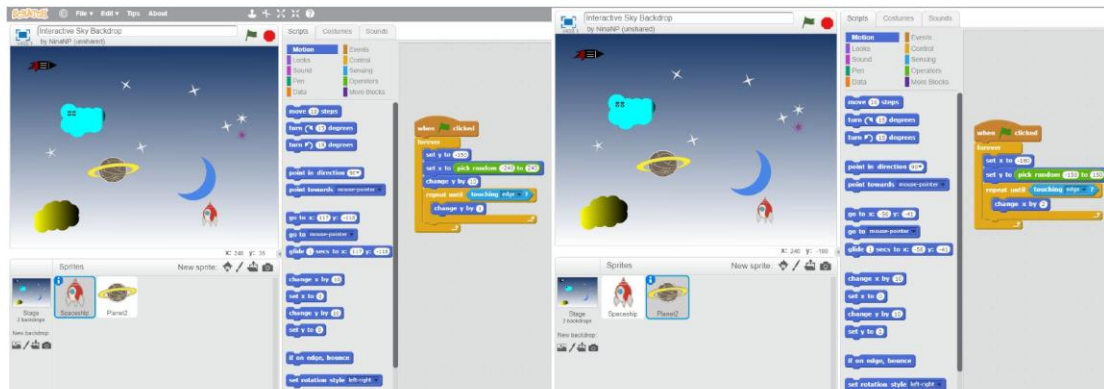 SCRATCH File Edit Tips About
Interactive Sky Backdrop
by NinaNP (unshared)
X: 240 y: 35
Sprites New sprite:
Stage
2 backdrops
Spaceship
Planet2
New backdrop:
Scripts Costumes Sounds
Motion Events
Looks Control
Sound Sensing
Pen Operators
Data More Blocks
move 10 steps
turn 15 degrees
turn 15 degrees
point in direction 90
point towards mouse-pointer
go to x: 117 y:
go to mouse-pointer
glide 1 secs to x: 117 y:
change x by 10
set x to 0
change y by 10
set y to 0
if on edge, bounce
set rotation style left-right
when clicked
forever
set y to
set x to pick random -240 to 240
change y by
repeat until touching edge ?
change y by
Interactive Sky Backdrop
by NinaNP (unshared)
X: 240 y: -180
Sprites New sprite:
Stage
2 backdrops
Spaceship
Planet2
New backdrop:
Scripts Costumes Sounds
Motion Events
Looks Control
Sound Sensing
Pen Operators
Data More Blocks
move 10 steps
turn 15 degrees
turn 15 degrees
point in direction 90
point towards mouse-pointer
go to x: y:
go to mouse-pointer
glide 1 secs to x: y:
change x by 10
set x to 0
change y by 10
set y to 0
if on edge, bounce
set rotation style left-right
when clicked
forever
set x to
set y to pick random -150 to 150
repeat until touching edge ?
change x by 2